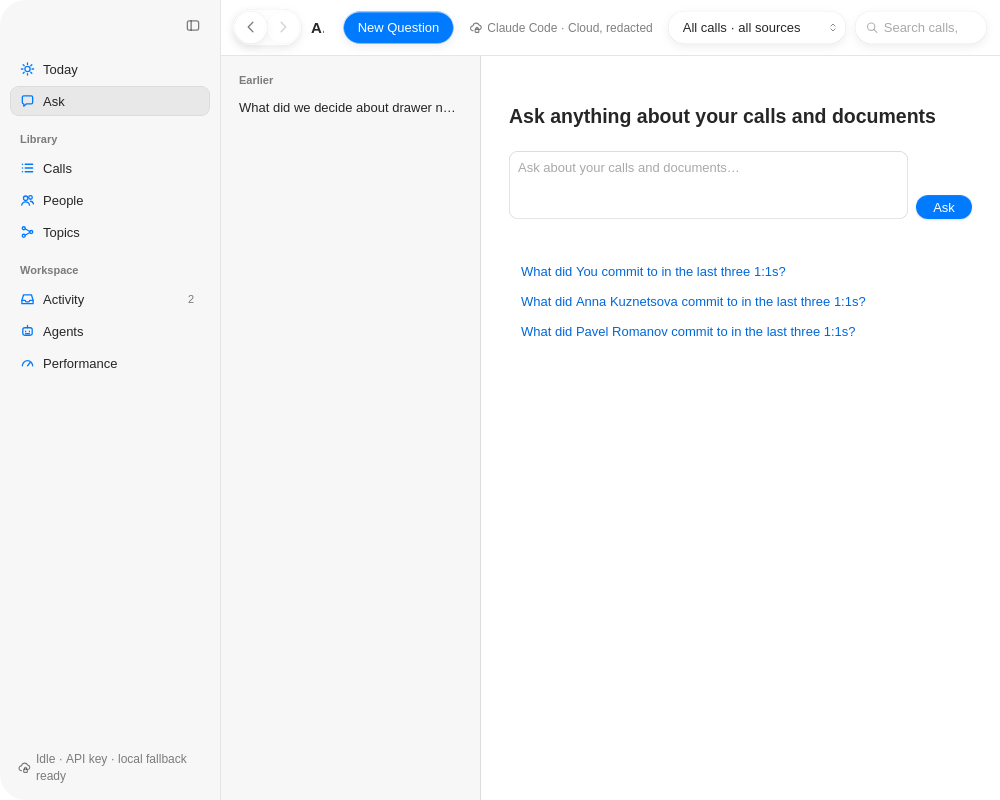 A.
New Question
Claude Code · Cloud, redacted
All calls · all sources
Search calls,
Today
Ask
Library
Calls
People
Topics
Workspace
Activity 2
Agents
Performance
Idle · API key · local fallback
ready
Earlier
What did we decide about drawer n…
Ask anything about your calls and documents
Ask about your calls and documents…
Ask
What did You commit to in the last three 1:1s?
What did Anna Kuznetsova commit to in the last three 1:1s?
What did Pavel Romanov commit to in the last three 1:1s?